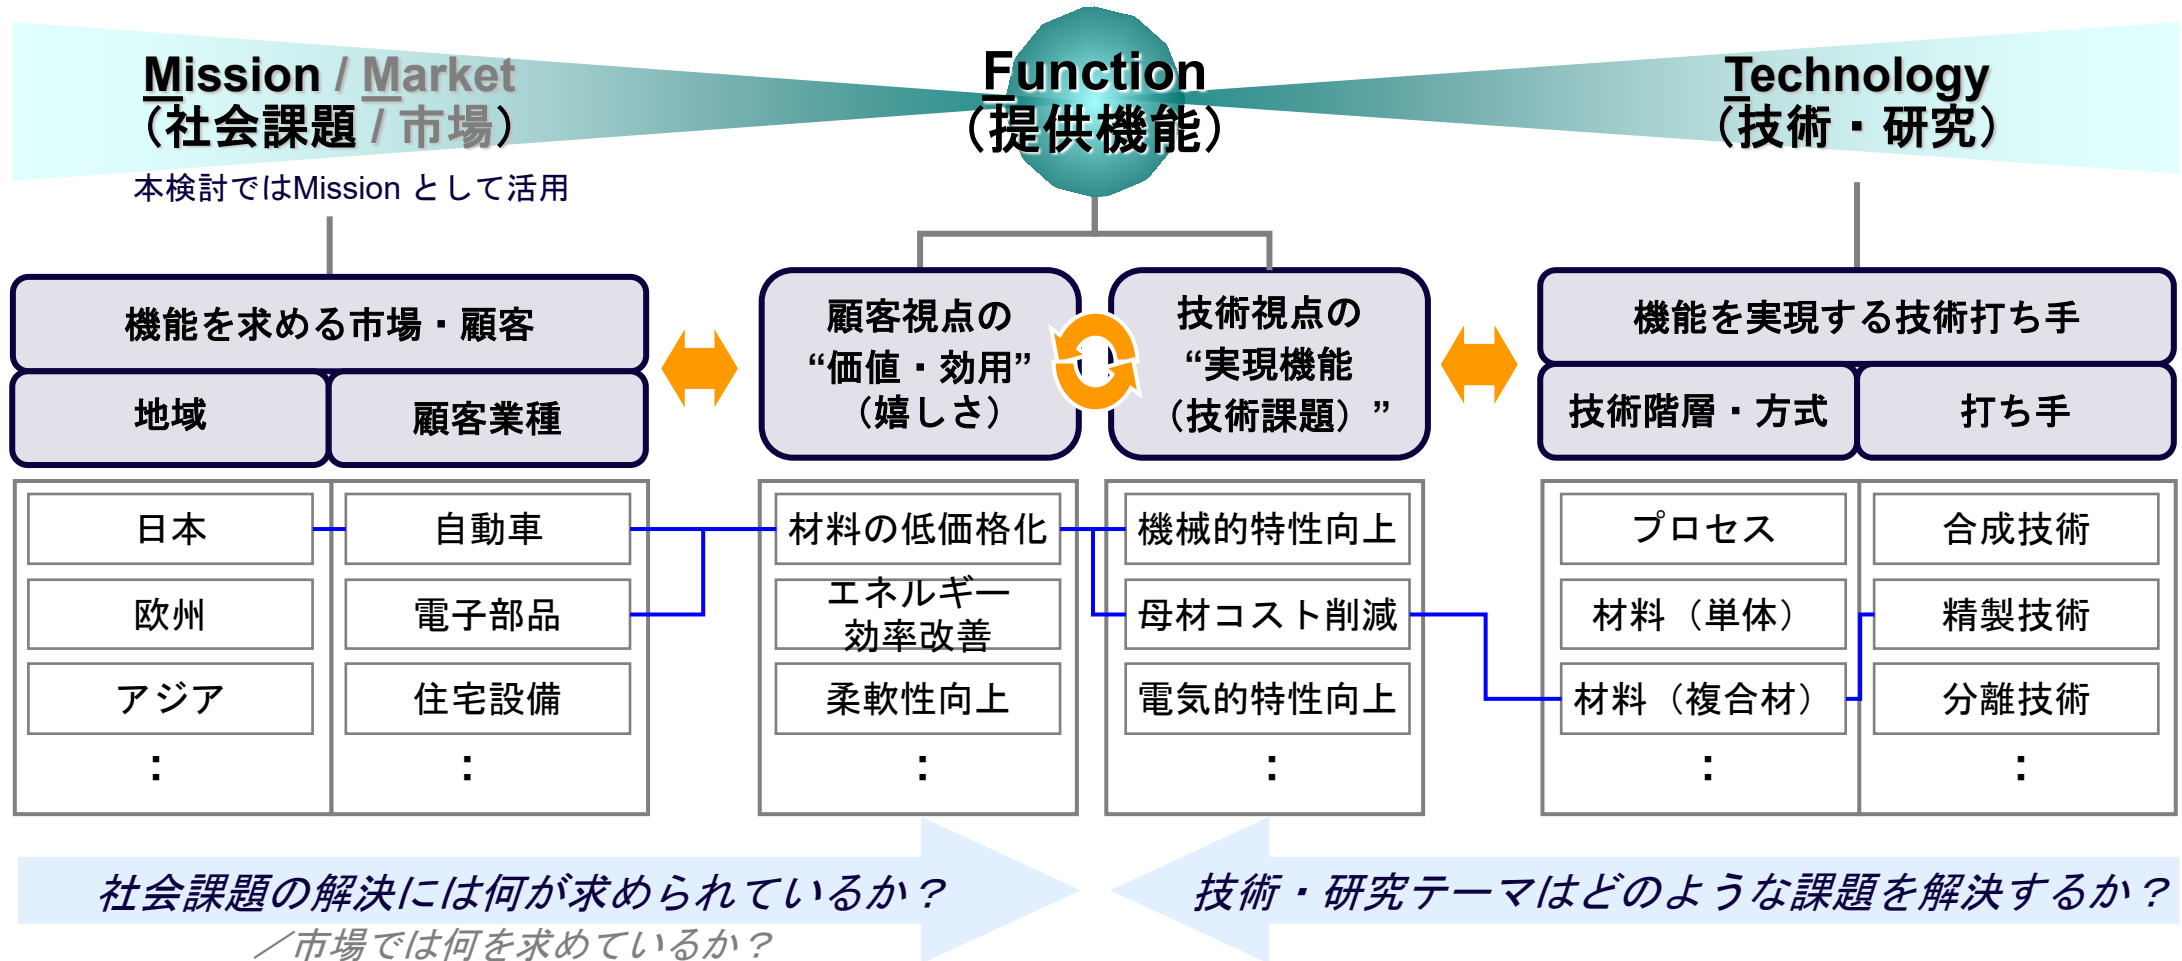 Mission / Market
（社会課題 / 市場）
本検討ではMission として活用
Function
（提供機能）
Technology
（技術・研究）
機能を求める市場・顧客
地域
顧客業種
顧客視点の
“価値・効用”
（嬉しさ）
技術視点の
“実現機能
（技術課題）”
機能を実現する技術打ち手
技術階層・方式
打ち手
日本
欧州
アジア
：
自動車
電子部品
住宅設備
：
材料の低価格化
エネルギー
効率改善
柔軟性向上
：
機械的特性向上
母材コスト削減
電気的特性向上
：
プロセス
材料（単体）
材料（複合材）
：
合成技術
精製技術
分離技術
：
社会課題の解決には何が求められているか？
／市場では何を求めているか？
技術・研究テーマはどのような課題を解決するか？